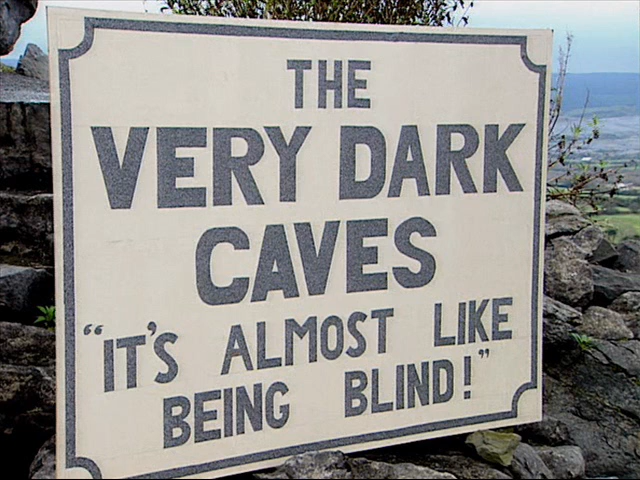 THE
VERY DARK
CAVES
“IT'S ALMOST LIKE
BEING BLIND!”